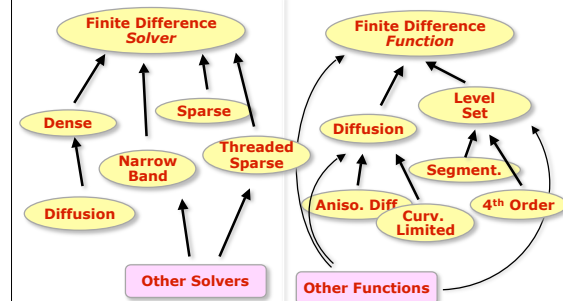 Finite Difference
Solver
Dense
Sparse
Narrow
Band
Threaded
Sparse
Diffusion
Other Solvers
Finite Difference
Function
Level
Set
Diffusion
Segment.
Aniso. Diff
Curv.
Limited
4th Order
Other Functions